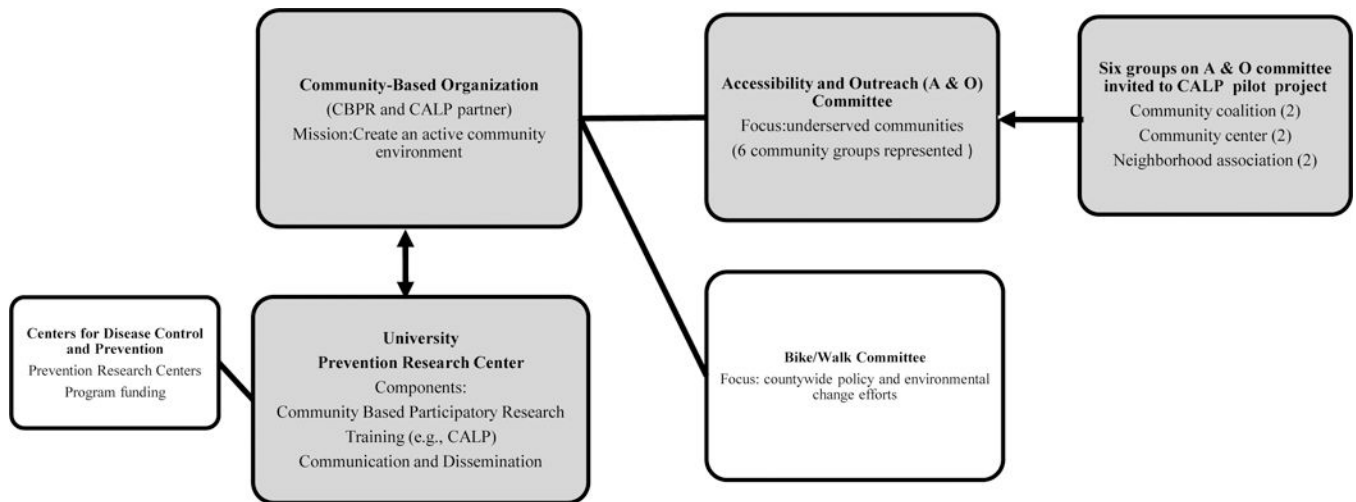 Community-Based Organization
(CBPR and CALP partner)
Mission:Create an active community
environment
Accessibility and Outreach (A & O)
Committee
Focus:underserved communities
(6 community groups represented )
Six groups on A & O committee
invited to CALP pilot project
Community coalition (2)
Community center (2)
Neighborhood association (2)
Centers for Disease Control
and Prevention
Prevention Research Centers
Program funding
University
Prevention Research Center
Components:
Community Based Participatory Research
Training (e.g., CALP)
Communication and Dissemination
Bike/Walk Committee
Focus: countywide policy and environmental
change efforts